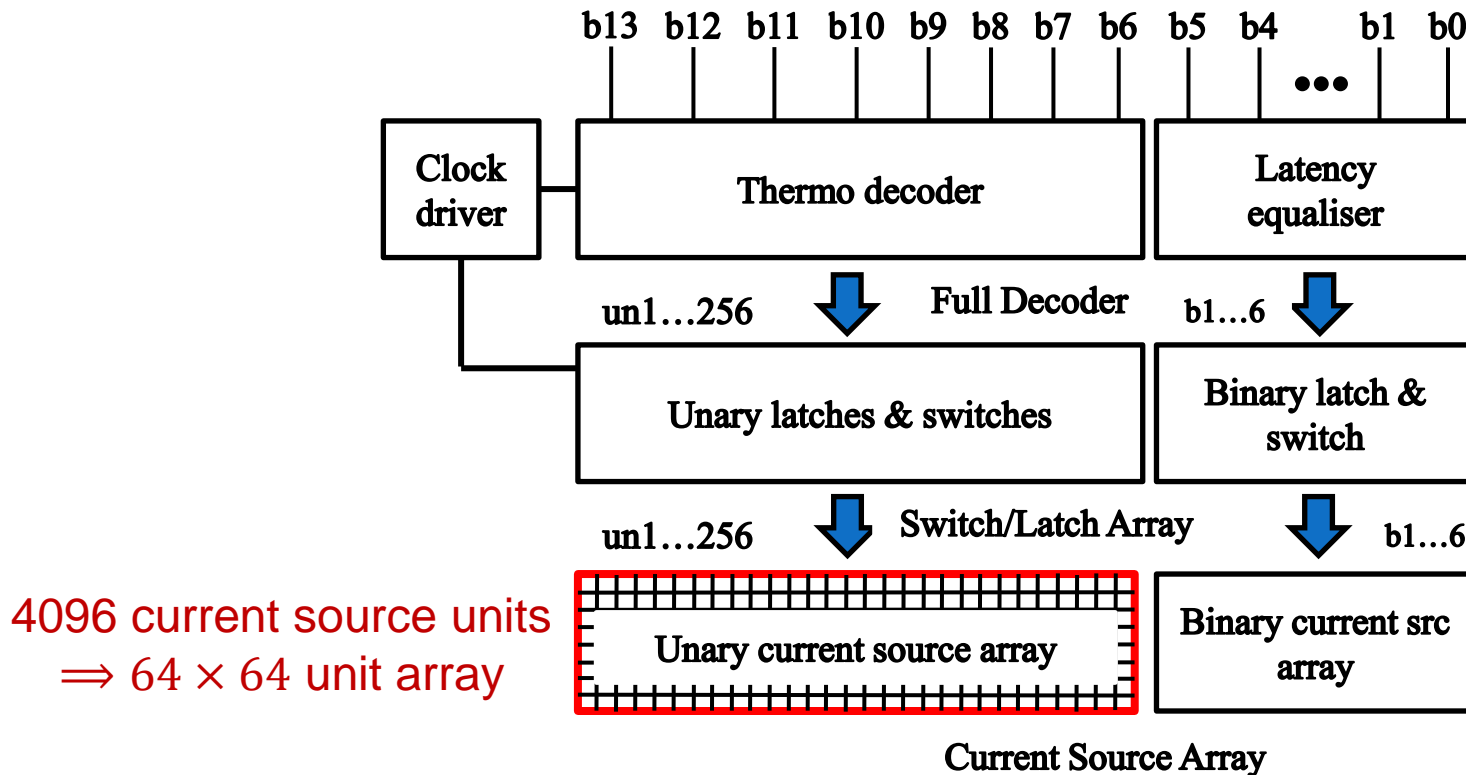 b13 b12 b11 b10 b9 b8 b7 b6 b5 b4 ••• b1 b0
Clock
driver
Thermo decoder
Latency
equaliser
un1...256
Full Decoder
b1...6
Unary latches & switches
Binary latch &
switch
un1...256
Switch/Latch Array
b1...6
4096 current source units
⟹ 64 × 64 unit array
Unary current source array
Binary current src
array
Current Source Array